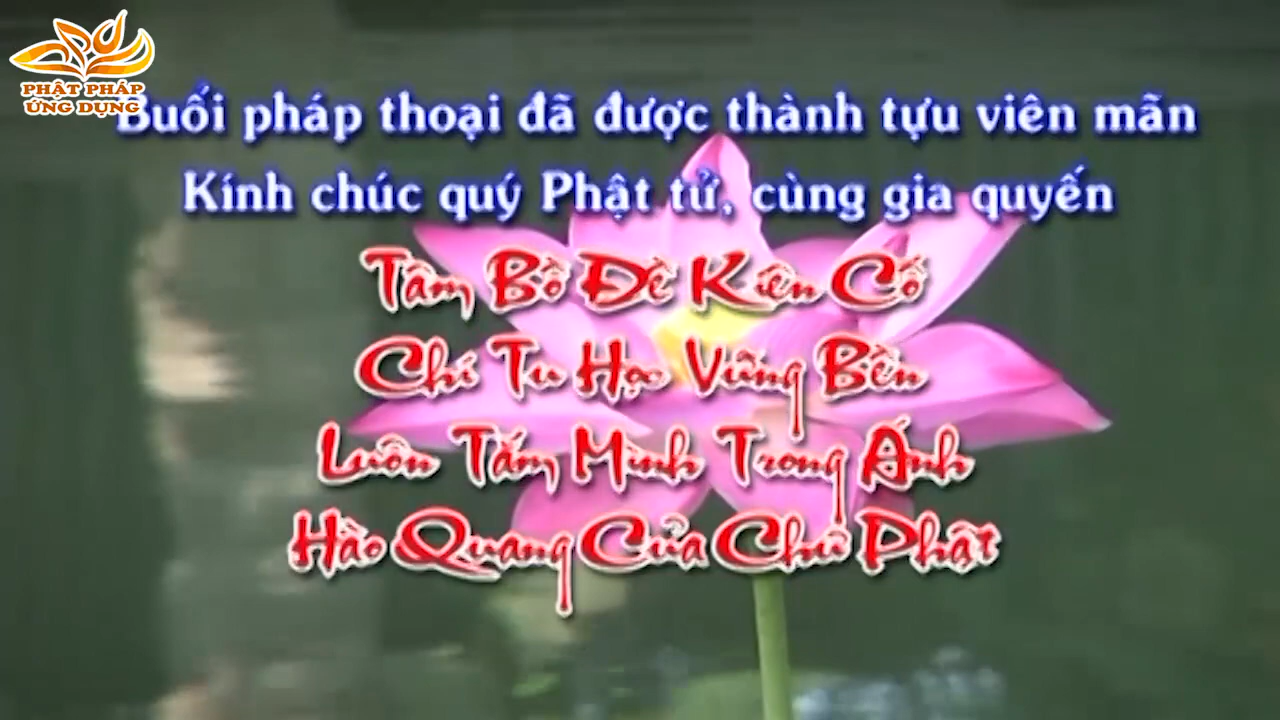 PHẬT PHÁP
ỨNG DỤNG
Buổi pháp thoại đã được thành tựu viên mãn
Kính chúc quý Phật tử, cùng gia quyến
Tâm Bồ Đề Kiên Cố
Chí Tu Học Vững Bền
Luôn Tắm Mình Trong Ánh
Hào Quang Của Chư Phật